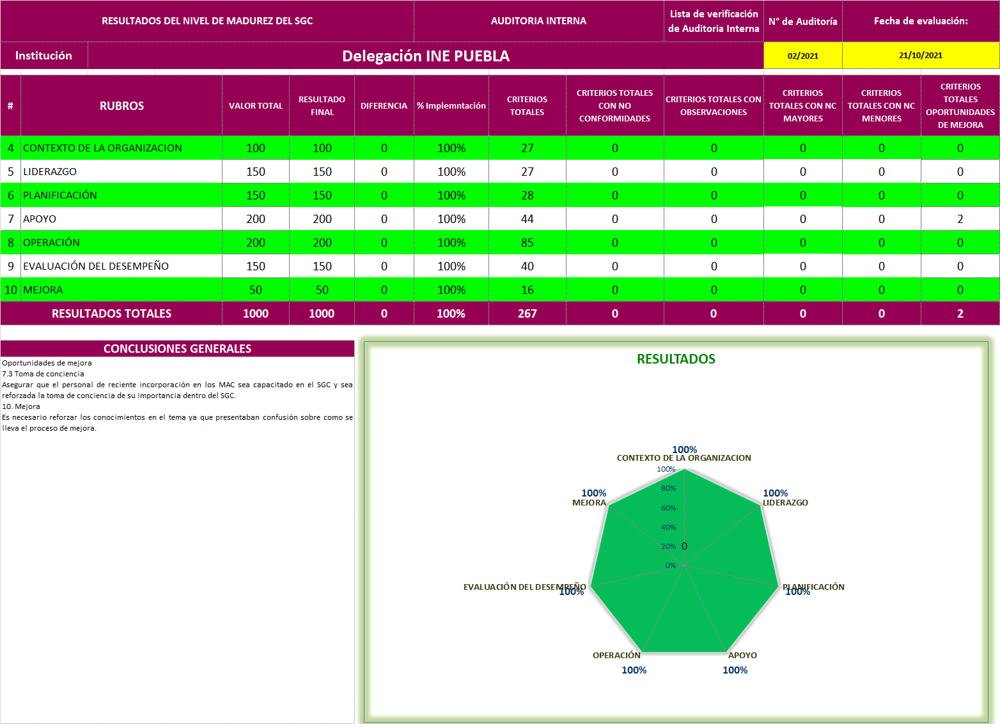 RESULTADOS DEL NIVEL DE MADUREZ DEL SGC
AUDITORIA INTERNA
Lista de verificación
de Auditoria Interna
N° de Auditoría
Fecha de evaluación:
Institución
Delegación INE PUEBLA
02/2021
21/10/2021
#
RUBROS
VALOR TOTAL
RESULTADO
FINAL
DIFERENCIA
% Implemntación
CRITERIOS
TOTALES
CRITERIOS TOTALES
CON NO
CONFORMIDADES
CRITERIOS TOTALES CON
OBSERVACIONES
CRITERIOS
TOTALES CON NC
MAYORES
CRITERIOS
TOTALES CON NC
MENORES
CRITERIOS
TOTALES
OPORTUNIDADES
DE MEJORA
4 CONTEXTO DE LA ORGANIZACION 100 100 0 100% 27 0 0 0 0 0
5 LIDERAZGO 150 150 0 100% 27 0 0 0 0 0
6 PLANIFICACIÓN 150 150 0 100% 28 0 0 0 0 0
7 APOYO 200 200 0 100% 44 0 0 0 0 2
8 OPERACIÓN 200 200 0 100% 85 0 0 0 0 0
9 EVALUACIÓN DEL DESEMPEÑO 150 150 0 100% 40 0 0 0 0 0
10 MEJORA 50 50 0 100% 16 0 0 0 0 0
RESULTADOS TOTALES 1000 1000 0 100% 267 0 0 0 0 2
CONCLUSIONES GENERALES
Oportunidades de mejora
7.3 Toma de conciencia
Asegurar que el personal de reciente incorporación en los MAC sea capacitado en el SGC y sea
reforzada la toma de conciencia de su importancia dentro del SGC.
10. Mejora
Es necesario reforzar los conocimientos en el tema ya que presentaban confusión sobre como se
lleva el proceso de mejora.
RESULTADOS
100%
CONTEXTO DE LA ORGANIZACION
100%
80%
60%
40%
20%
0%
0
100%
LIDERAZGO
PLANIFICACIÓN
100%
APOYO
100%
OPERACIÓN
100%
EVALUACIÓN DEL DESEMPEÑO
100%
100%
MEJORA